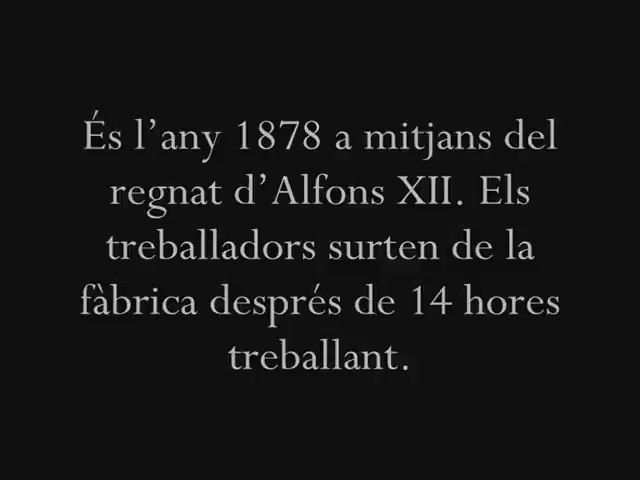 És l’any 1878 a mitjans del
regnat d’Alfons XII. Els
treballadors surten de la
fàbrica després de 14 hores
treballant.